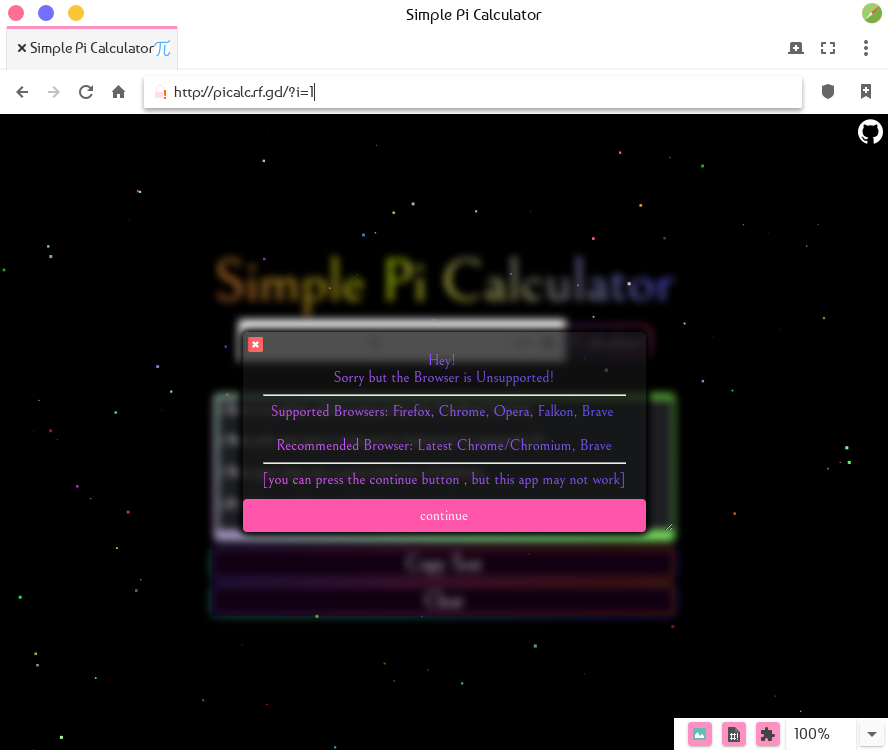 Simple Pi Calculator
Simple Pi Calculator
http://picalc.rf.gd/?i=1
Simple Pi Calculator
Hey!
Sorry but the Browser is Unsupported!
Supported Browsers: Firefox, Chrome, Opera, Falkon, Brave
Recommended Browser: Latest Chrome/Chromium, Brave
[you can press the continue button , but this app may not work]
continue
Copy Text
Clear
100%